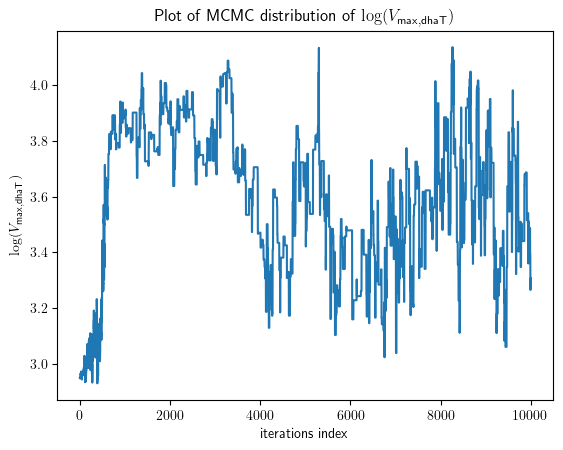 Plot of MCMC distribution of log(V_max,dhaT)
log(V_max,dhaT)
4.0
3.8
3.6
3.4
3.2
3.0
0 2000 4000 6000 8000 10000
iterations index